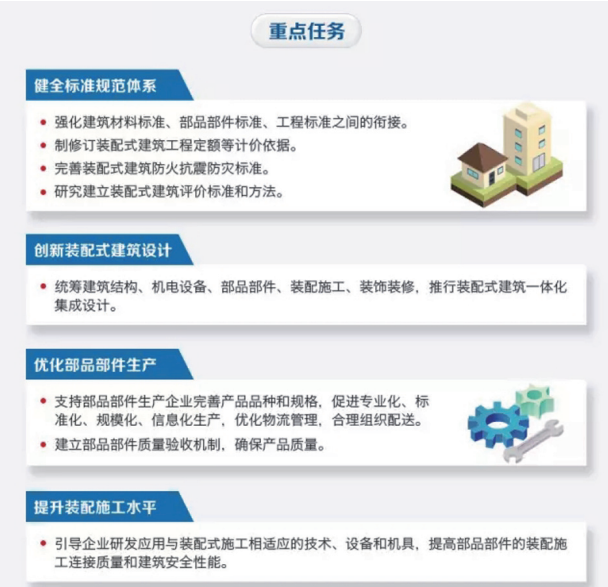 重点任务
健全标准规范体系
强化建筑材料标准、部品部件标准、工程标准之间的衔接。
制修订装配式建筑工程定额等计价依据。
完善装配式建筑防火抗震防灾标准。
研究建立装配式建筑评价标准和方法。
创新装配式建筑设计
统筹建筑结构、机电设备、部品部件、装配施工、装饰装修，推行装配式建筑一体化
集成设计。
优化部品部件生产
支持部品部件生产企业完善产品品种和规格，促进专业化、标
准化、规模化、信息化生产，优化物流管理，合理组织配送。
建立部品部件质量验收机制，确保产品质量。
提升装配施工水平
引导企业研发应用与装配式施工相适应的技术、设备和机具，提高部品部件的装配施
工连接质量和建筑安全性能。